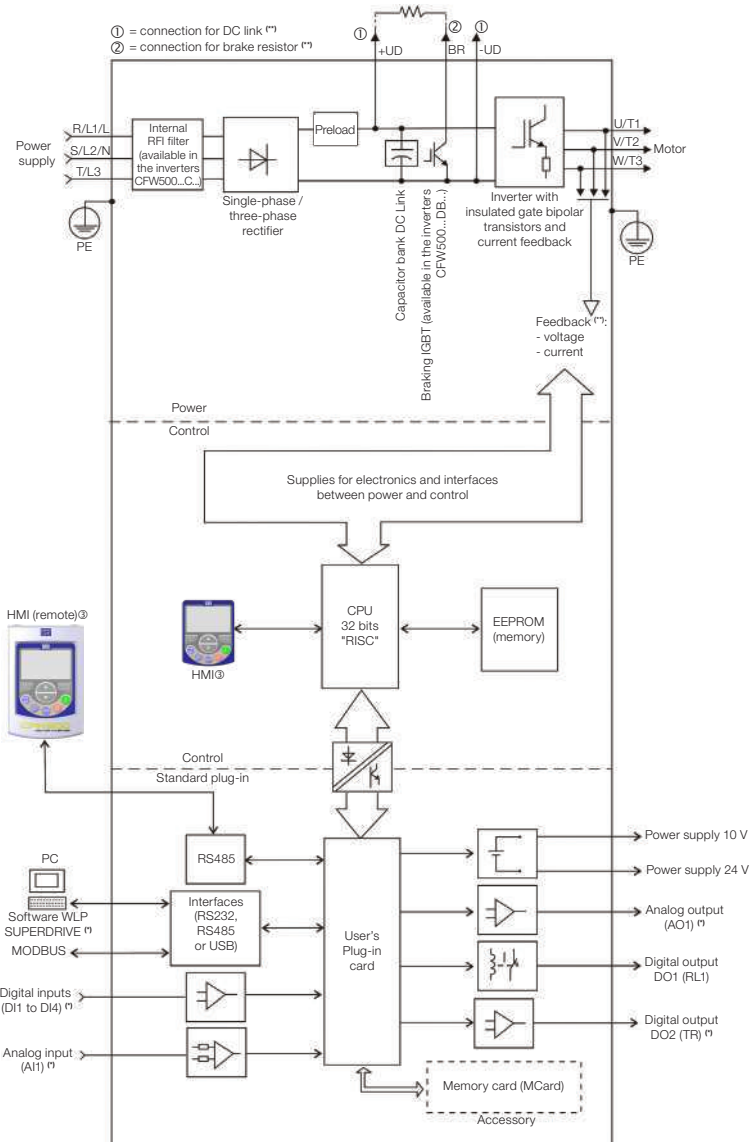 ① = connection for DC link (**)
② = connection for brake resistor (**)
①
②
①
+UD
BR
-UD
Power
supply
R/L1/L
S/L2/N
T/L3
Internal
RFI filter
(available in
the inverters
CFW500...C...)
Single-phase /
three-phase
rectifier
Preload
Capacitor bank DC Link
Braking IGBT (available in the inverters
CFW500...DB...)
Inverter with
insulated gate bipolar
transistors and
current feedback
U/T1
V/T2
W/T3
Motor
PE
PE
Feedback (**):
- voltage
- current
Power
Control
Supplies for electronics and interfaces
between power and control
HMI (remote)③
HMI③
CPU
32 bits
"RISC"
EEPROM
(memory)
Control
Standard plug-in
PC
Software WLP
SUPERDRIVE (*)
MODBUS
Digital inputs
(DI1 to DI4) (*)
Analog input
(AI1) (*)
RS485
Interfaces
(RS232,
RS485
or USB)
User's
Plug-in
card
Power supply 10 V
Power supply 24 V
Analog output
(AO1) (*)
Digital output
DO1 (RL1)
Digital output
DO2 (TR) (*)
Memory card (MCard)
Accessory